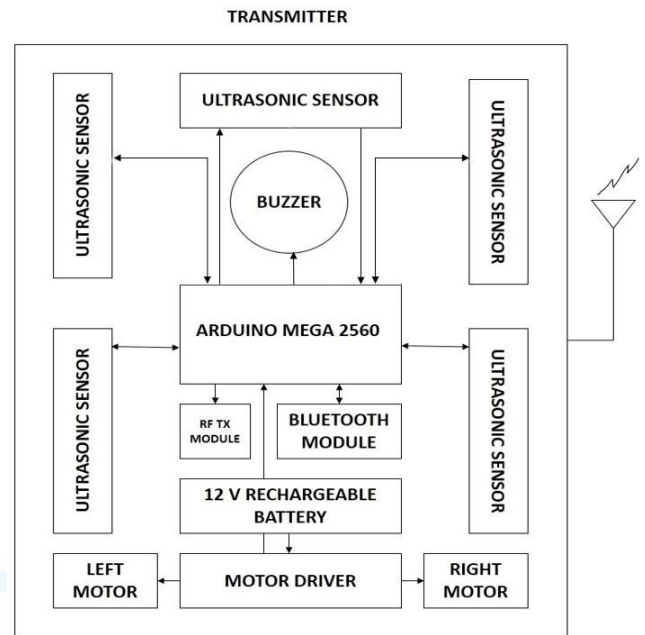 TRANSMITTER
ULTRASONIC SENSOR
ULTRASONIC SENSOR
ULTRASONIC SENSOR
BUZZER
ARDUINO MEGA 2560
ULTRASONIC SENSOR
ULTRASONIC SENSOR
RF TX
MODULE
BLUETOOTH
MODULE
12 V RECHARGEABLE
BATTERY
LEFT
MOTOR
MOTOR DRIVER
RIGHT
MOTOR